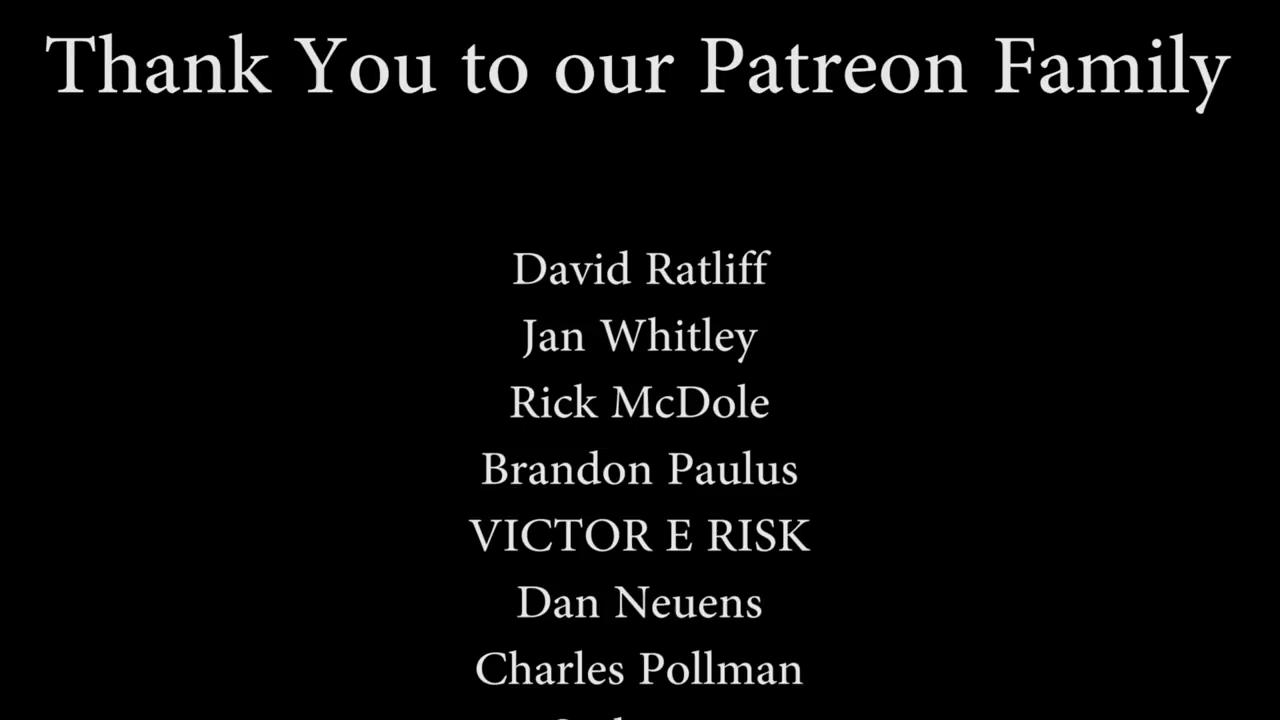 Thank You to our Patreon Family
David Ratliff
Jan Whitley
Rick McDole
Brandon Paulus
VICTOR E RISK
Dan Neuens
Charles Pollman